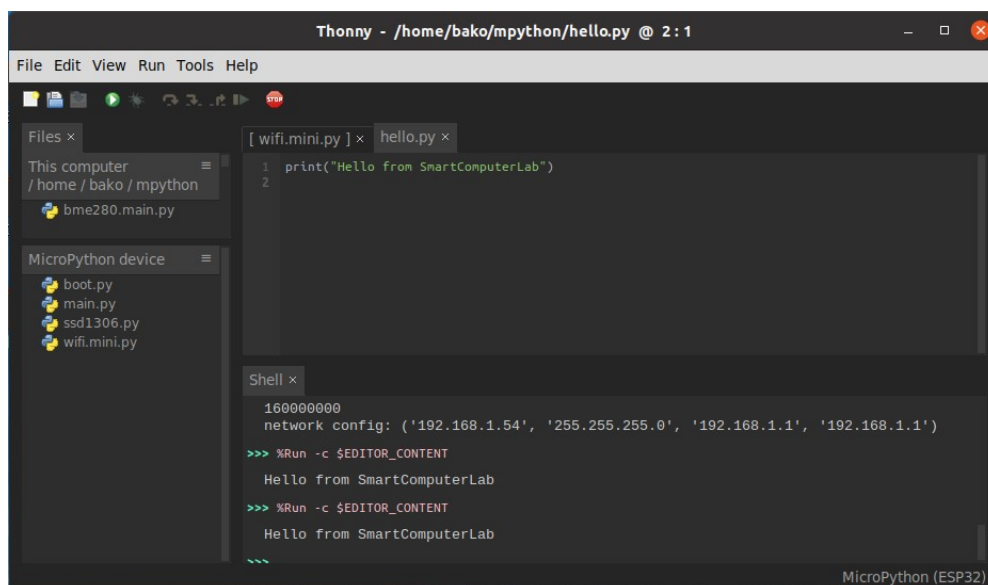 Thonny - /home/bako/mpython/hello.py @ 2:1
File Edit View Run Tools Help
STOP
Files ×
This computer
/ home / bako / mpython
bme280.main.py
MicroPython device
boot.py
main.py
ssd1306.py
wifi.mini.py
[ wifi.mini.py ] × hello.py ×
1 print("Hello from SmartComputerLab")
2
Shell ×
160000000
network config: ('192.168.1.54', '255.255.255.0', '192.168.1.1', '192.168.1.1')
>>> %Run -c $EDITOR_CONTENT
Hello from SmartComputerLab
>>> %Run -c $EDITOR_CONTENT
Hello from SmartComputerLab
>>>
MicroPython (ESP32)